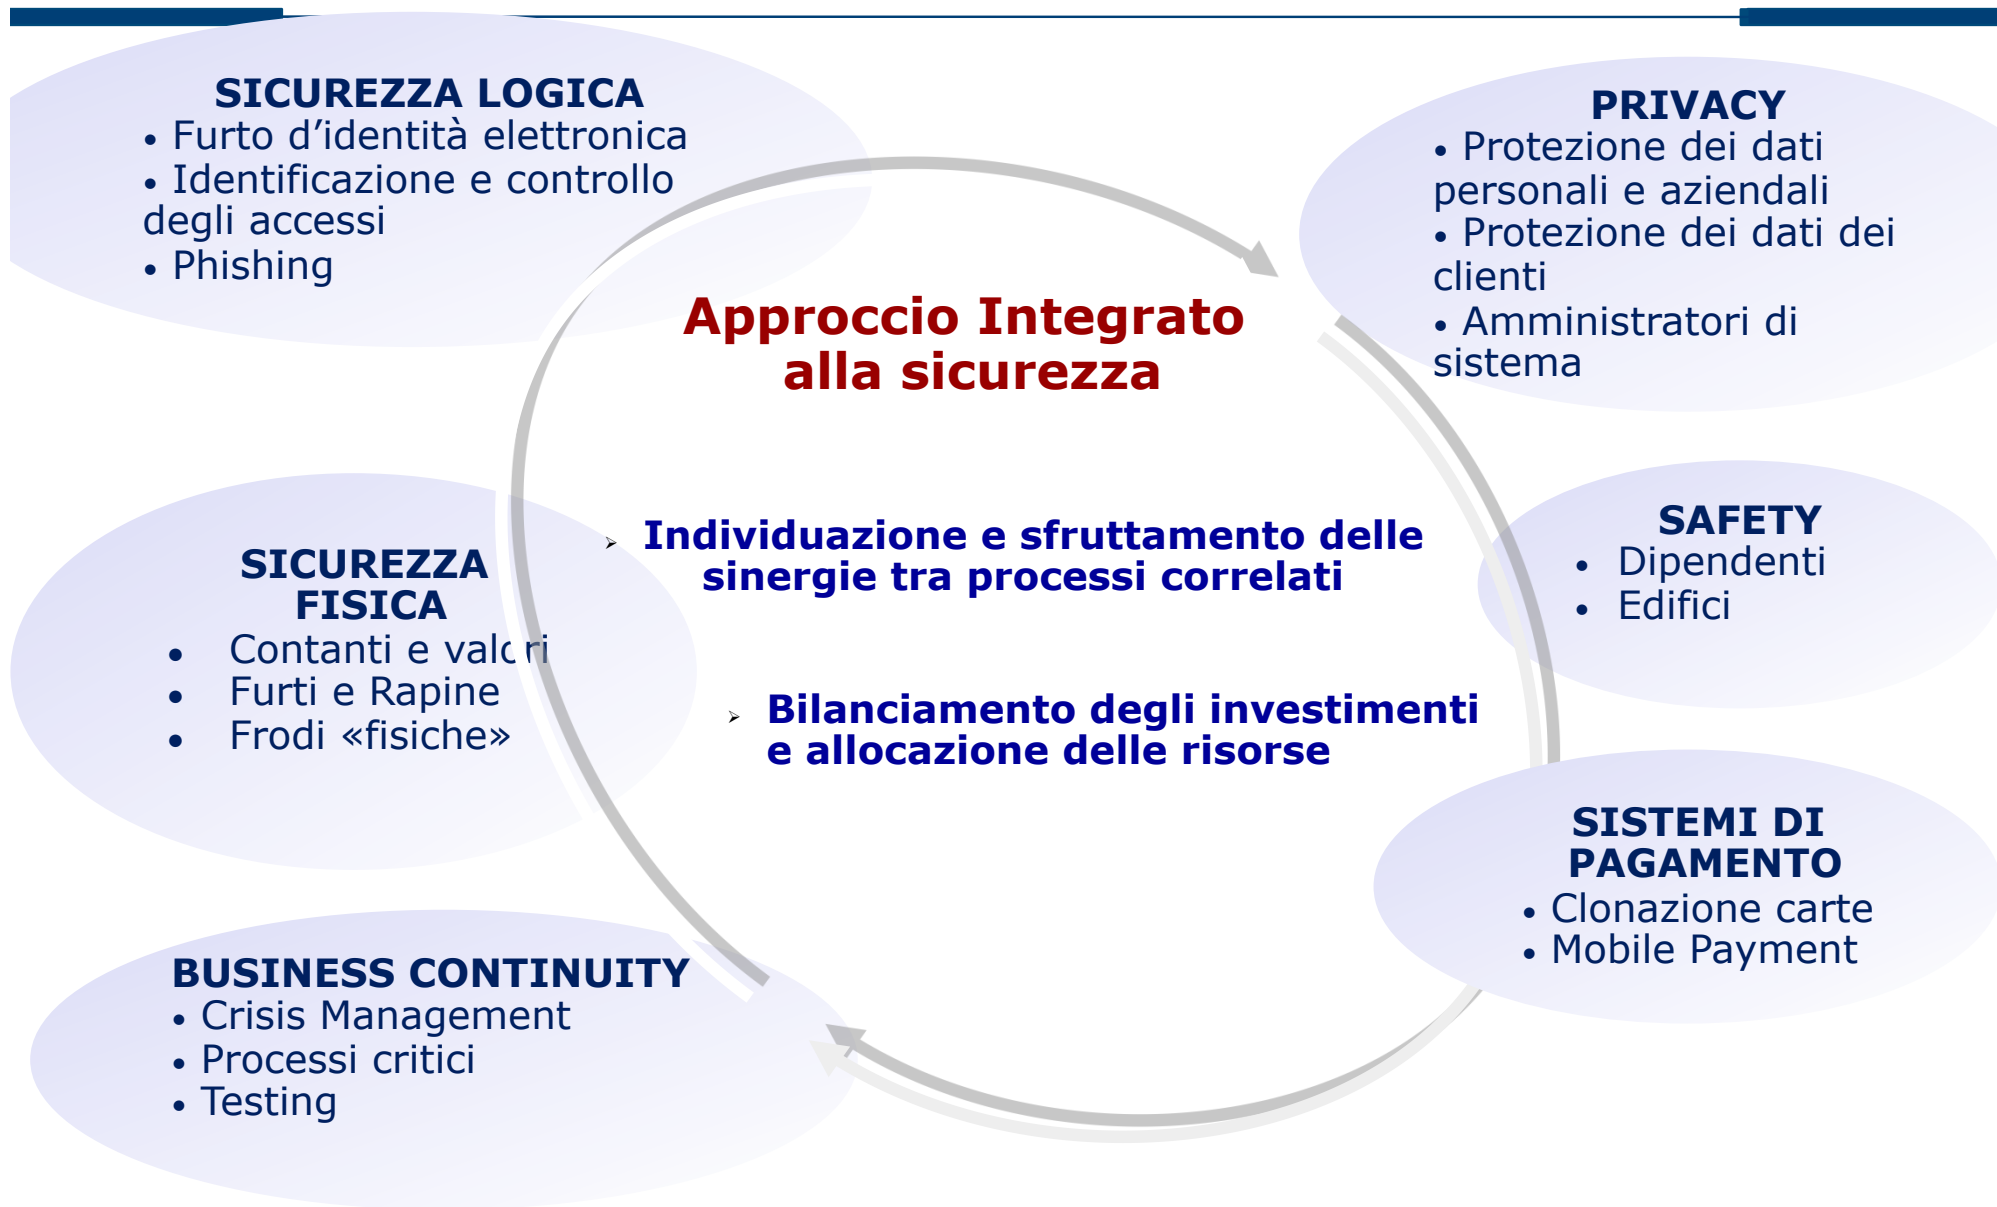 SICUREZZA LOGICA
• Furto d’identità elettronica
• Identificazione e controllo
degli accessi
• Phishing
PRIVACY
• Protezione dei dati
personali e aziendali
• Protezione dei dati dei
clienti
• Amministratori di
sistema
Approccio Integrato
alla sicurezza
SICUREZZA
FISICA
• Contanti e valori
• Furti e Rapine
• Frodi «fisiche»
➢ Individuazione e sfruttamento delle
sinergie tra processi correlati
➢ Bilanciamento degli investimenti
e allocazione delle risorse
SAFETY
• Dipendenti
• Edifici
SISTEMI DI
PAGAMENTO
• Clonazione carte
• Mobile Payment
BUSINESS CONTINUITY
• Crisis Management
• Processi critici
• Testing